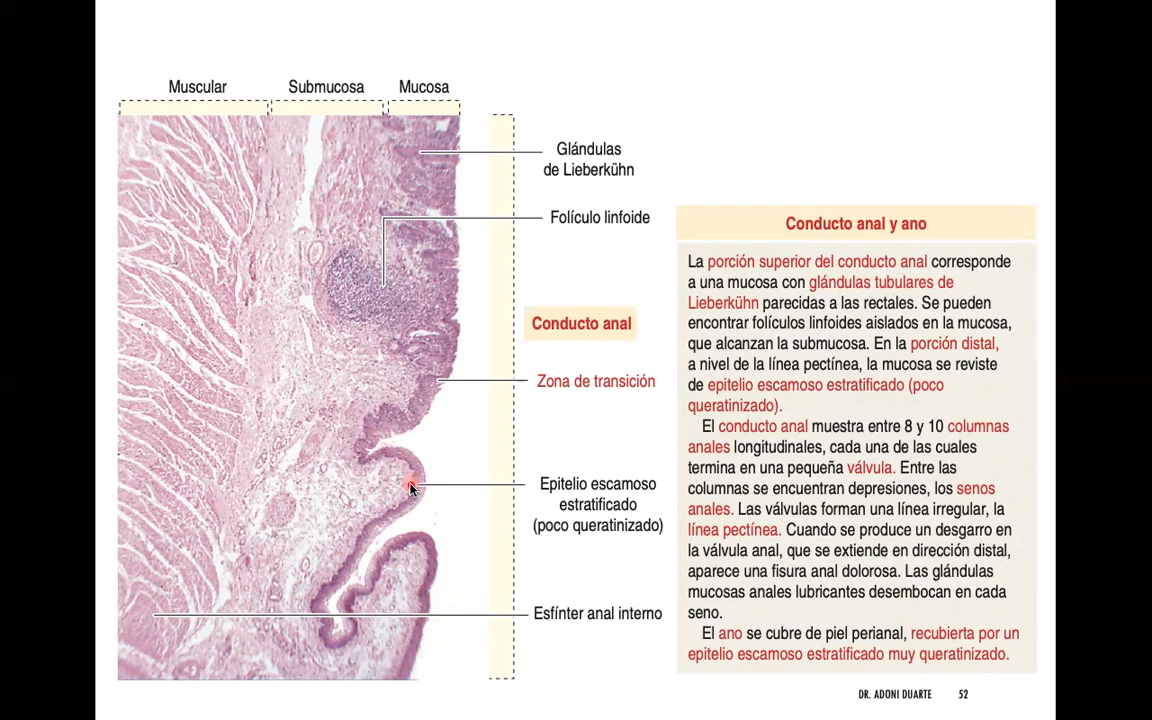 Muscular
Submucosa
Mucosa
Glándulas
de Lieberkühn
Folículo linfoide
Conducto anal
Zona de transición
Epitelio escamoso
estratificado
(poco queratinizado)
Esfínter anal interno
Conducto anal y ano
La porción superior del conducto anal corresponde
a una mucosa con glándulas tubulares de
Lieberkühn parecidas a las rectales. Se pueden
encontrar folículos linfoides aislados en la mucosa,
que alcanzan la submucosa. En la porción distal,
a nivel de la línea pectínea, la mucosa se reviste
de epitelio escamoso estratificado (poco
queratinizado).
El conducto anal muestra entre 8 y 10 columnas
anales longitudinales, cada una de las cuales
termina en una pequeña válvula. Entre las
columnas se encuentran depresiones, los senos
anales. Las válvulas forman una línea irregular, la
línea pectínea. Cuando se produce un desgarro en
la válvula anal, que se extiende en dirección distal,
aparece una fisura anal dolorosa. Las glándulas
mucosas anales lubricantes desembocan en cada
seno.
El ano se cubre de piel perianal, recubierta por un
epitelio escamoso estratificado muy queratinizado.
DR. ADONI DUARTE 52